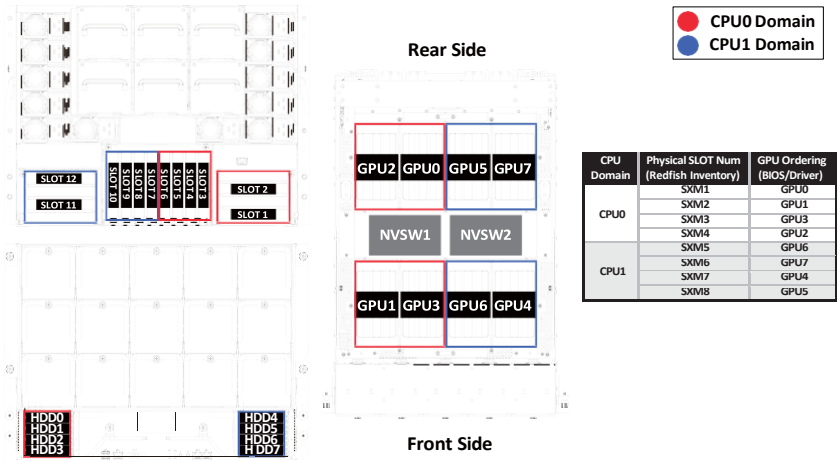 CPU0 Domain
CPU1 Domain
Rear Side
SLOT 12
SLOT 11
SLOT 10
SLOT 9
SLOT 8
SLOT 7
SLOT 6
SLOT 5
SLOT 4
SLOT 3
SLOT 2
SLOT 1
GPU2 GPU0 GPU5 GPU7
NVSW1 NVSW2
GPU1 GPU3 GPU6 GPU4
Front Side
HDD0
HDD1
HDD2
HDD3
HDD4
HDD5
HDD6
HDD7
CPU Domain Physical SLOT Num (Redfish Inventory) GPU Ordering (BIOS/Driver)
CPU0
SXM1 GPU0
SXM2 GPU1
SXM3 GPU3
SXM4 GPU2
CPU1
SXM5 GPU6
SXM6 GPU7
SXM7 GPU4
SXM8 GPU5